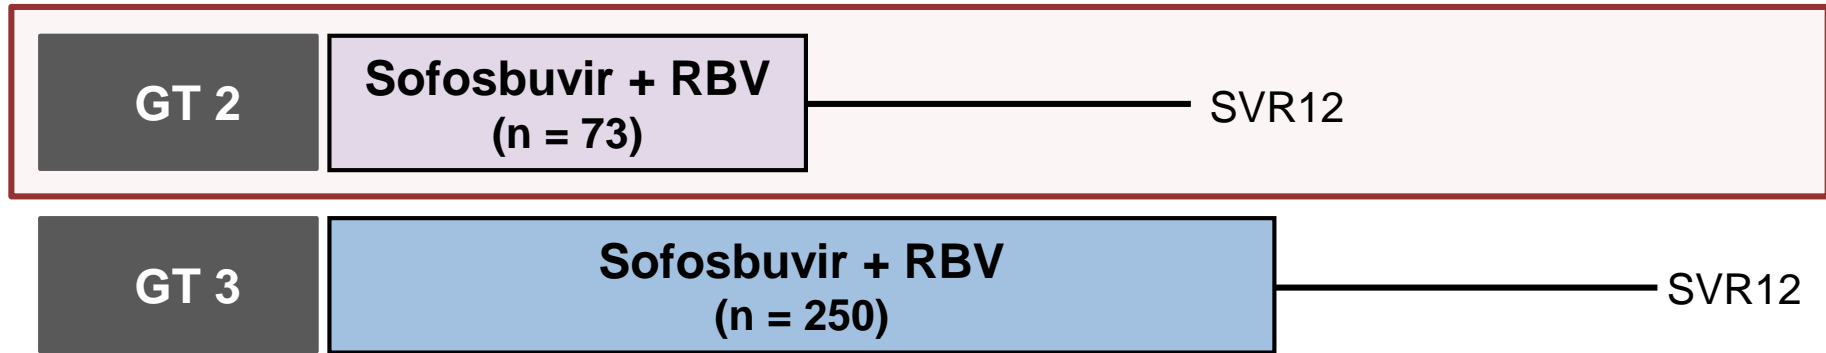 GT 2
Sofosbuvir + RBV
(n = 73)
SVR12
GT 3
Sofosbuvir + RBV
(n = 250)
SVR12